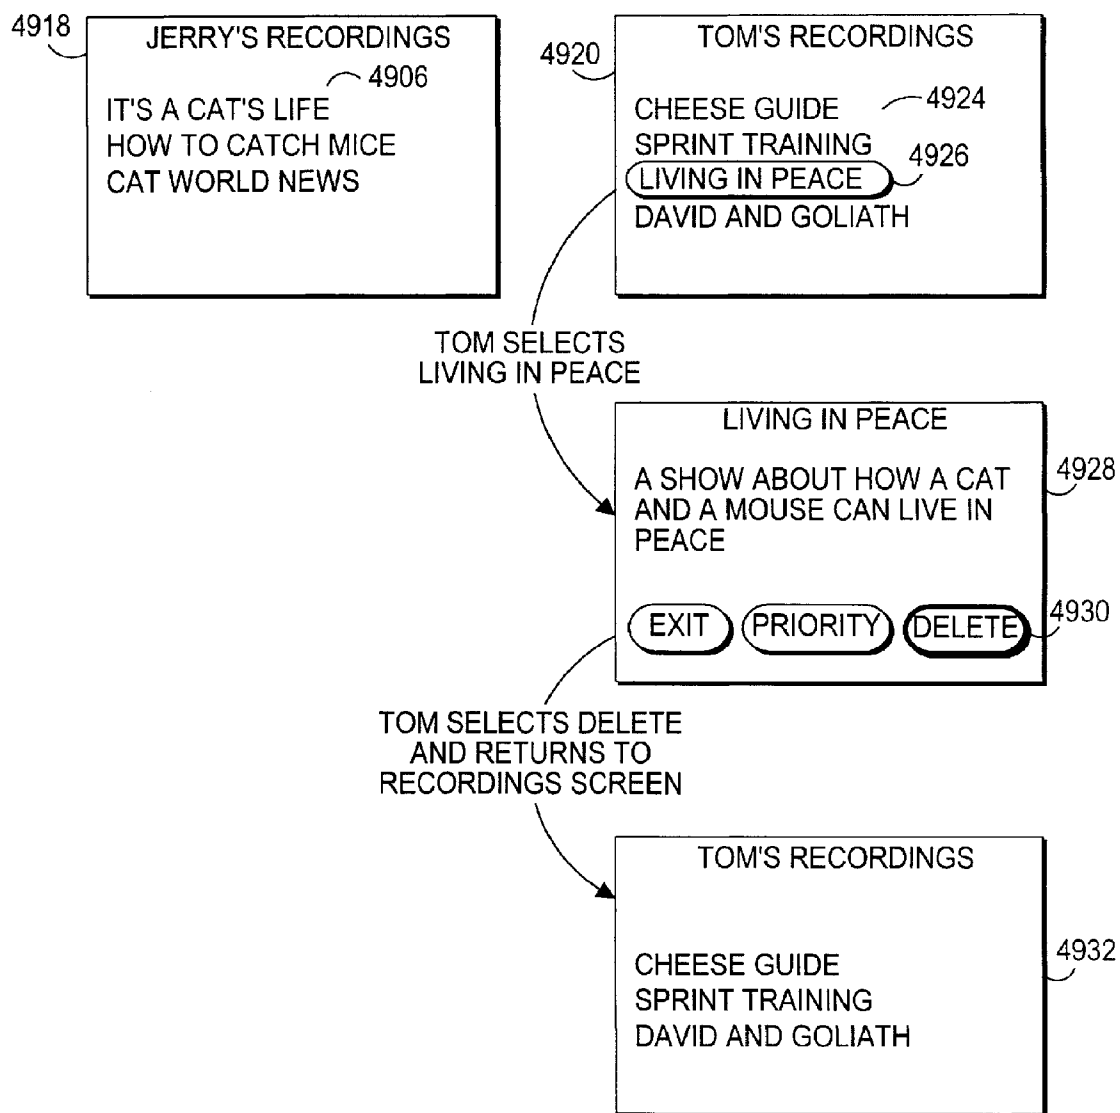 4918
JERRY'S RECORDINGS
4906
IT'S A CAT'S LIFE
HOW TO CATCH MICE
CAT WORLD NEWS
4920
TOM'S RECORDINGS
CHEESE GUIDE
4924
SPRINT TRAINING
4926
LIVING IN PEACE
DAVID AND GOLIATH
TOM SELECTS
LIVING IN PEACE
LIVING IN PEACE
4928
A SHOW ABOUT HOW A CAT
AND A MOUSE CAN LIVE IN
PEACE
EXIT PRIORITY DELETE
4930
TOM SELECTS DELETE
AND RETURNS TO
RECORDINGS SCREEN
TOM'S RECORDINGS
4932
CHEESE GUIDE
SPRINT TRAINING
DAVID AND GOLIATH